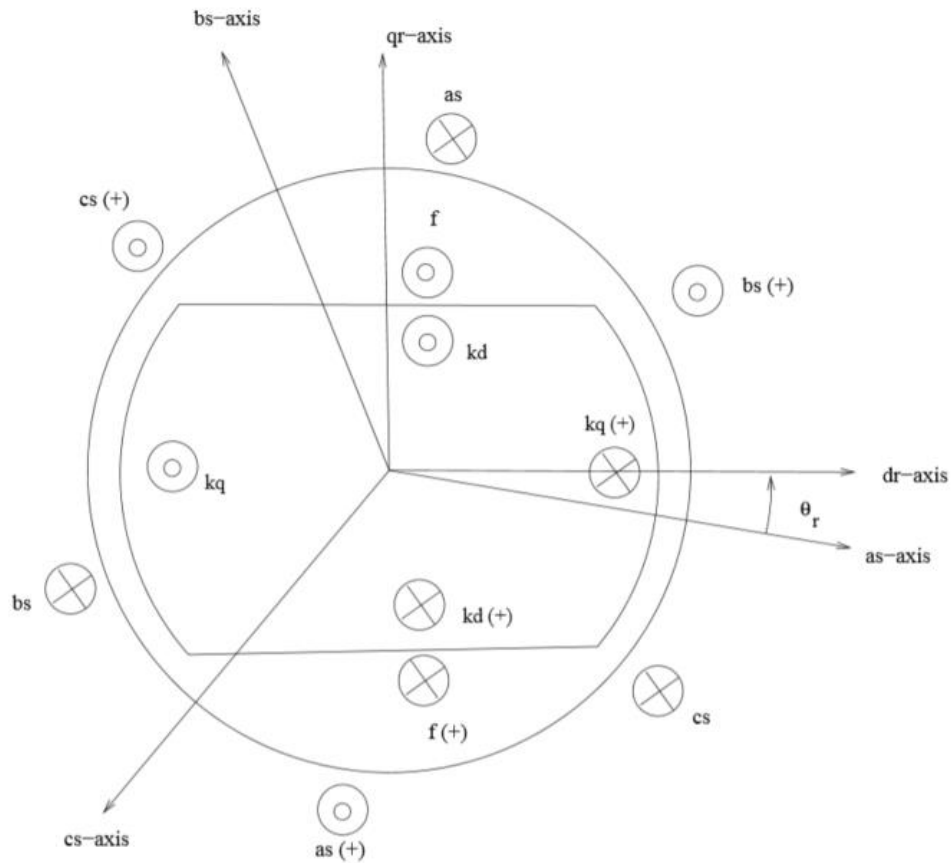 bs-axis
qr-axis
as
cs (+)
f
bs (+)
kd
kq (+)
kq
dr-axis
θr
as-axis
bs
kd (+)
cs
f (+)
cs-axis
as (+)